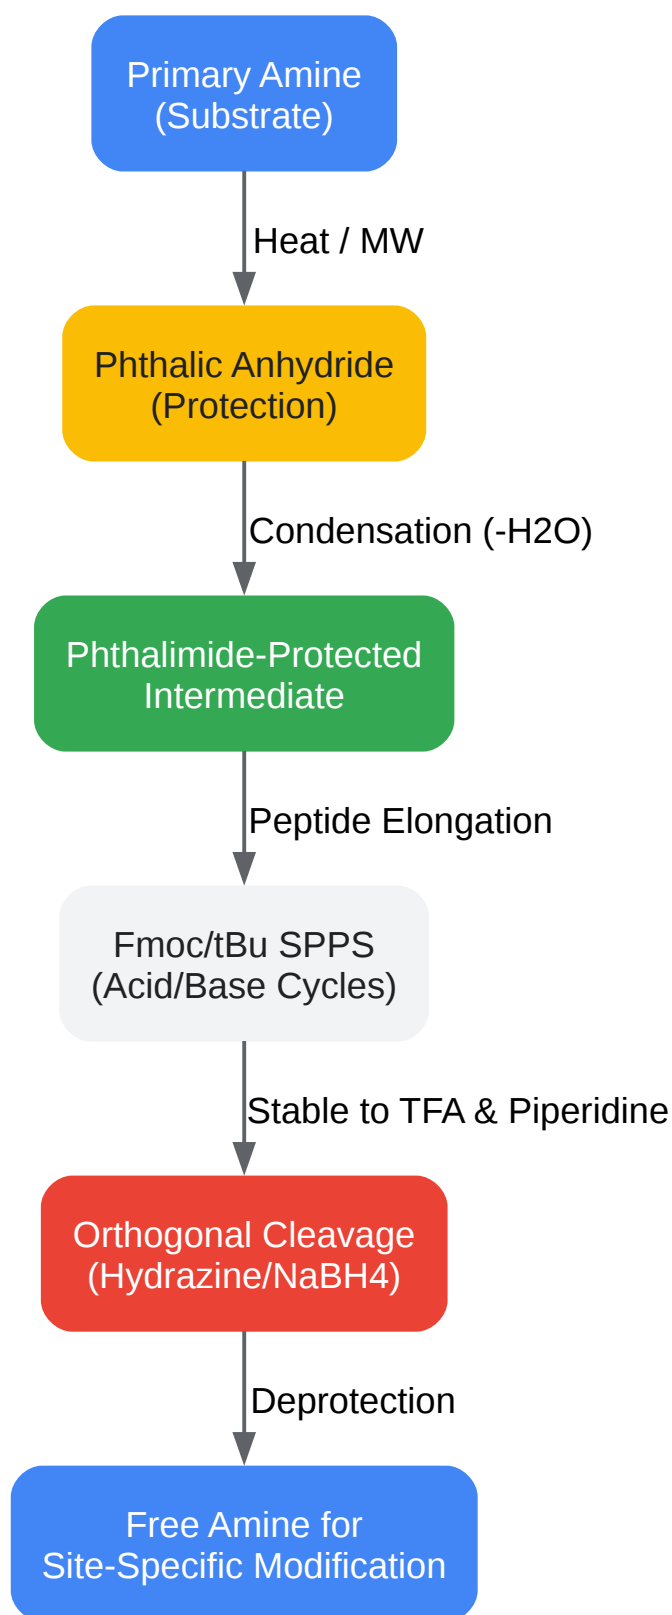 Primary Amine
(Substrate)
Heat / MW
Phthalic Anhydride
(Protection)
Condensation (-H2O)
Phthalimide-Protected
Intermediate
Peptide Elongation
Fmoc/tBu SPPS
(Acid/Base Cycles)
Stable to TFA & Piperidine
Orthogonal Cleavage
(Hydrazine/NaBH4)
Deprotection
Free Amine for
Site-Specific Modification